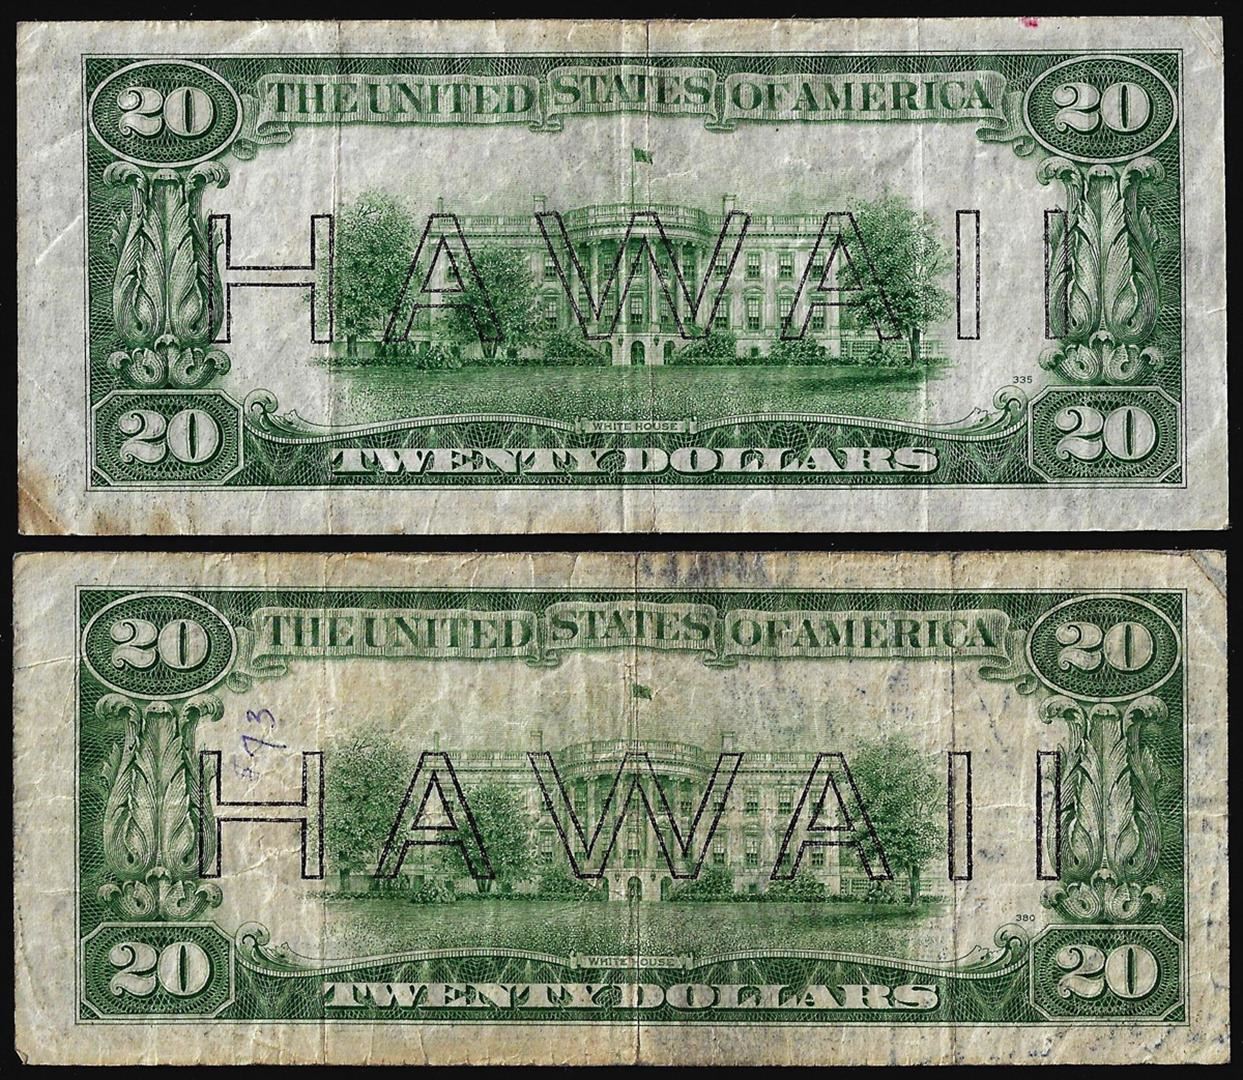 20 THE UNITED STATES OF AMERICA 20
HAWAII
335
20 WHITE HOUSE 20
TWENTY DOLLARS
20 THE UNITED STATES OF AMERICA 20
HAWAII
380
20 WHITE HOUSE 20
TWENTY DOLLARS